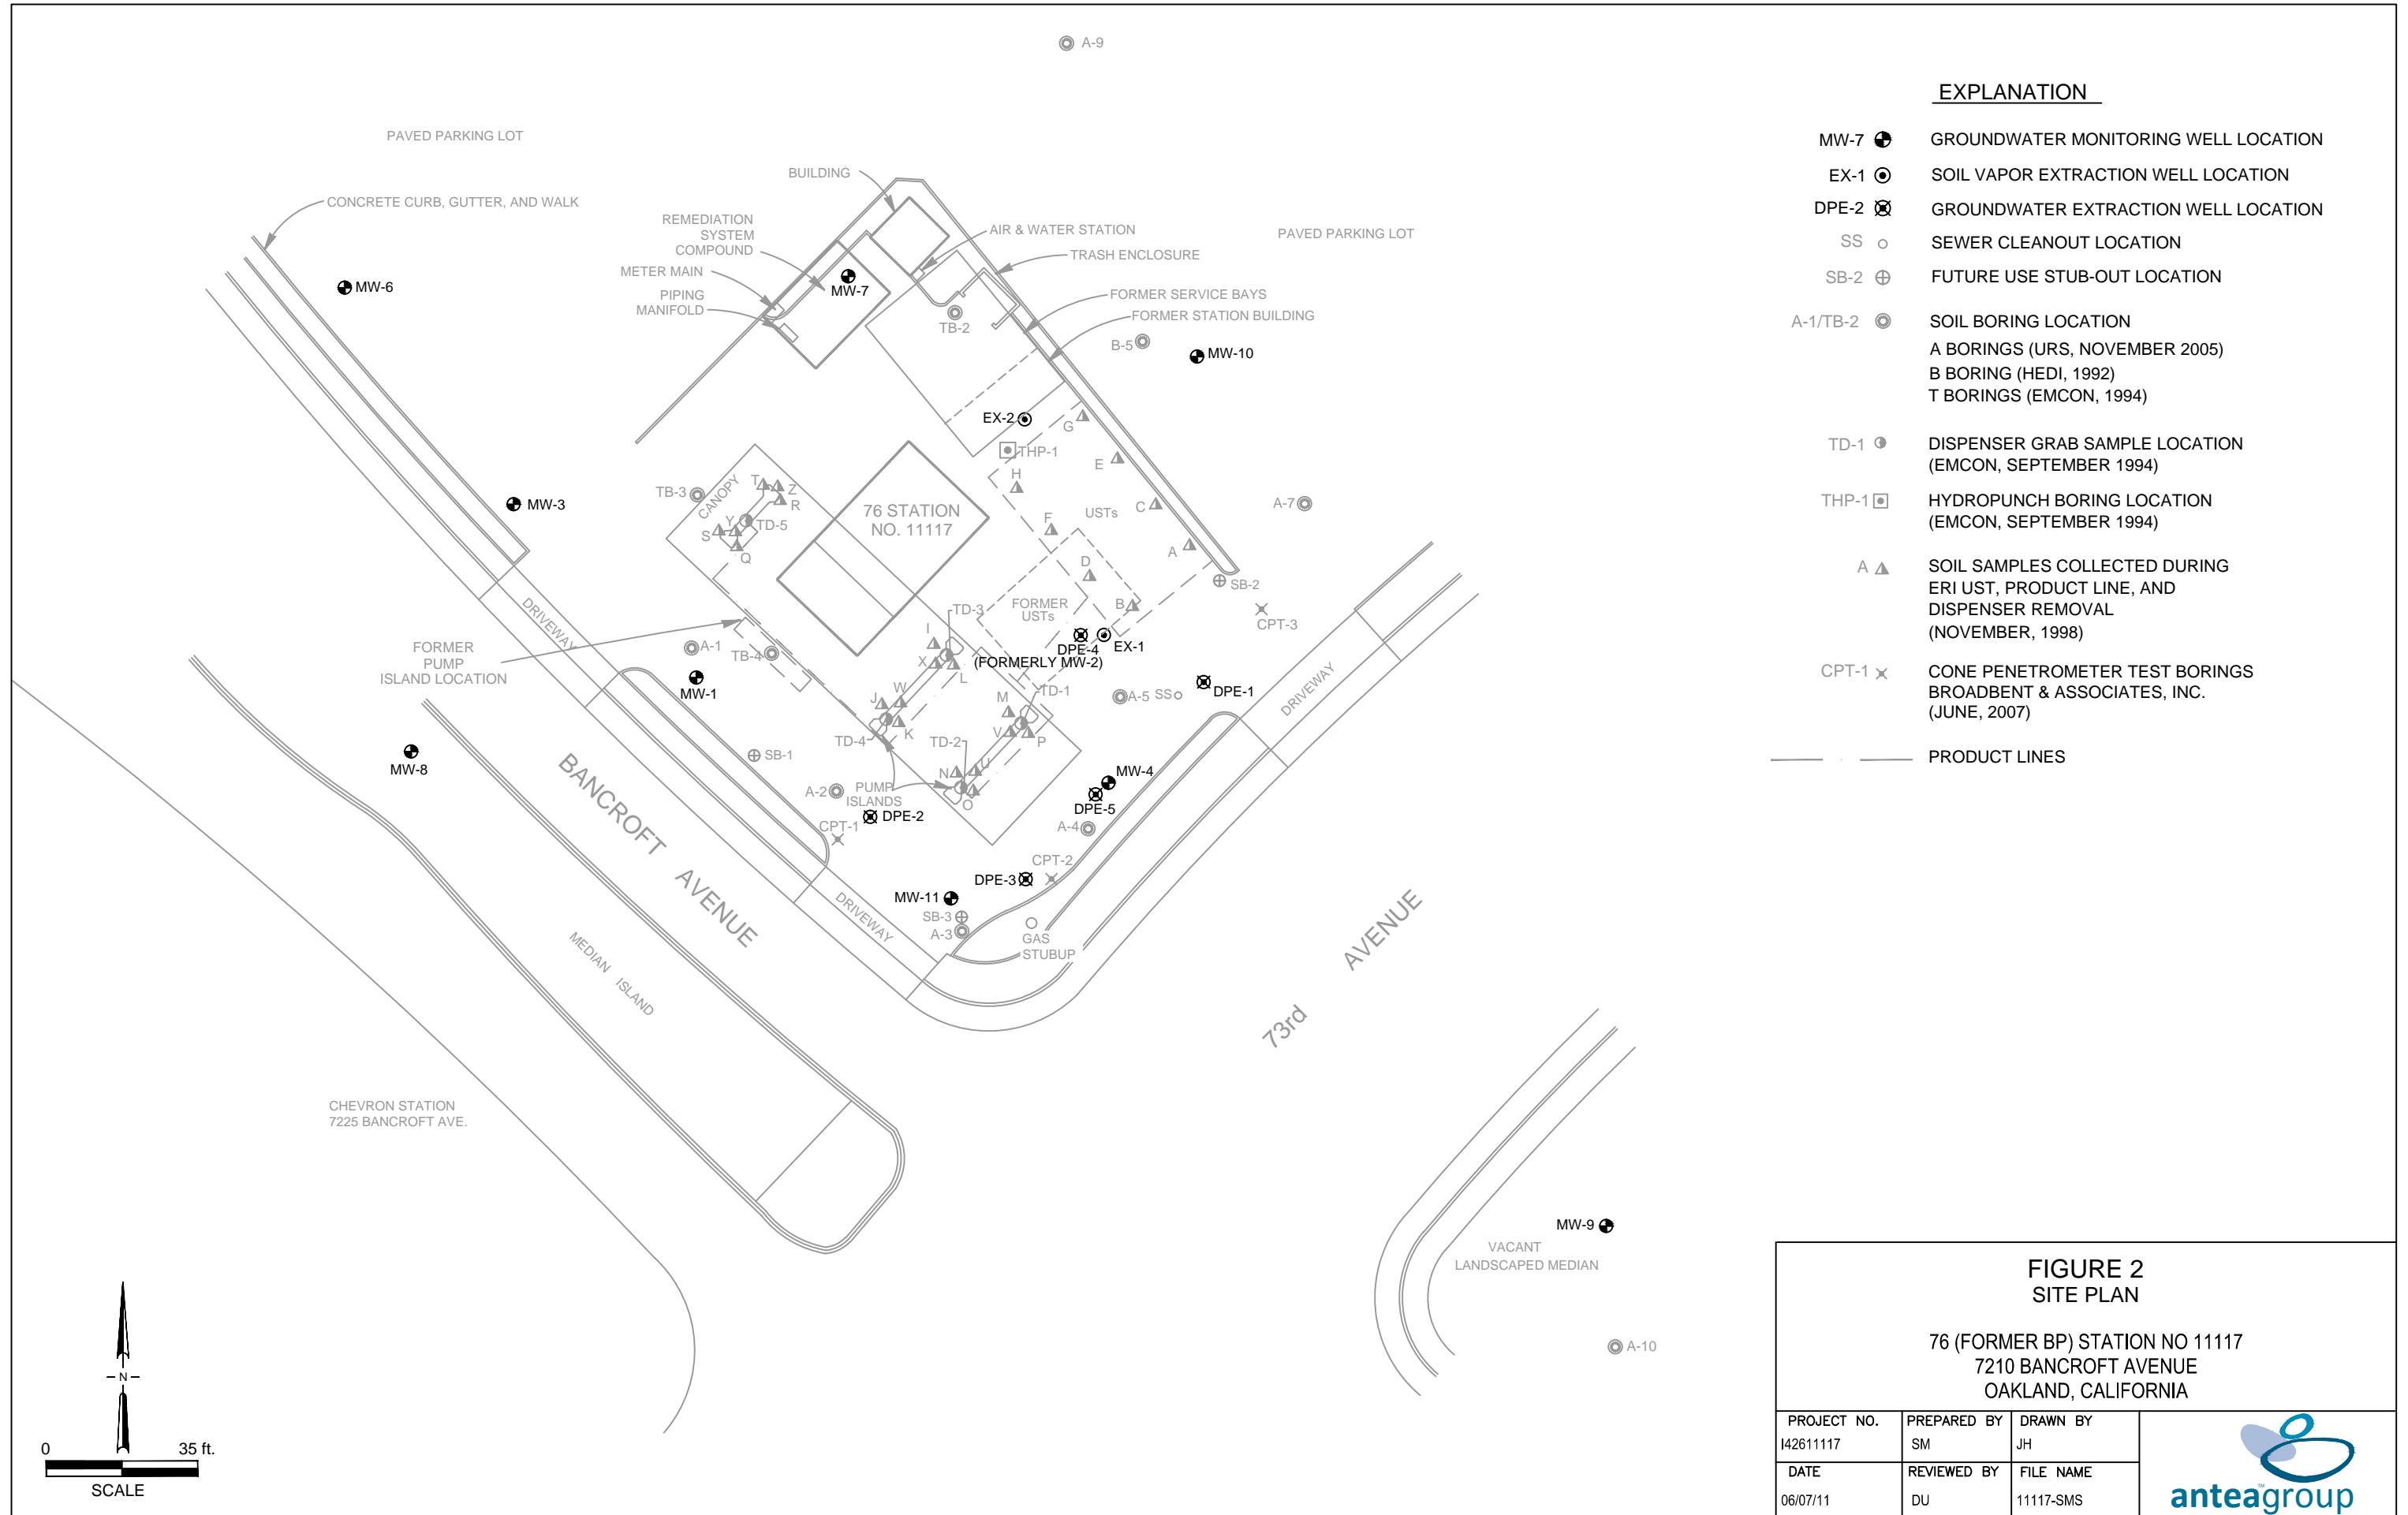 A-9
PAVED PARKING LOT
BUILDING
CONCRETE CURB, GUTTER, AND WALK
REMEDIATION
SYSTEM
COMPOUND
AIR & WATER STATION
PAVED PARKING LOT
TRASH ENCLOSURE
METER MAIN
MW-6
MW-7
PIPING
MANIFOLD
FORMER SERVICE BAYS
FORMER STATION BUILDING
TB-2
B-5
MW-10
EX-2
G
THP-1
E
H
TB-3
CANOPY
T
Z
R
Y
TD-5
S
Q
MW-3
76 STATION
NO. 11117
F
USTs
C
A-7
A
D
SB-2
B
FORMER
USTs
CPT-3
DRIVEWAY
TD-3
I
X
L
DPE-4
(FORMERLY MW-2)
EX-1
FORMER
PUMP
ISLAND LOCATION
A-1
TB-4
MW-1
DRIVEWAY
DPE-1
A-5
SS
TD-1
M
V
P
J
W
K
TD-4
TD-2
N
U
O
SB-1
MW-8
A-2
PUMP
ISLANDS
MW-4
DPE-5
DPE-2
CPT-1
A-4
CPT-2
DPE-3
MW-11
SB-3
A-3
DRIVEWAY
GAS
STUBUP
BANCROFT AVENUE
73rd AVENUE
MEDIAN ISLAND
CHEVRON STATION
7225 BANCROFT AVE.
MW-9
VACANT
LANDSCAPED MEDIAN
A-10
N
0 35 ft.
SCALE
EXPLANATION
MW-7 GROUNDWATER MONITORING WELL LOCATION
EX-1 SOIL VAPOR EXTRACTION WELL LOCATION
DPE-2 GROUNDWATER EXTRACTION WELL LOCATION
SS SEWER CLEANOUT LOCATION
SB-2 FUTURE USE STUB-OUT LOCATION
A-1/TB-2 SOIL BORING LOCATION
A BORINGS (URS, NOVEMBER 2005)
B BORING (HEDI, 1992)
T BORINGS (EMCON, 1994)
TD-1 DISPENSER GRAB SAMPLE LOCATION
(EMCON, SEPTEMBER 1994)
THP-1 HYDROPUNCH BORING LOCATION
(EMCON, SEPTEMBER 1994)
A SOIL SAMPLES COLLECTED DURING
ERI UST, PRODUCT LINE, AND
DISPENSER REMOVAL
(NOVEMBER, 1998)
CPT-1 CONE PENETROMETER TEST BORINGS
BROADBENT & ASSOCIATES, INC.
(JUNE, 2007)
PRODUCT LINES
FIGURE 2
SITE PLAN
76 (FORMER BP) STATION NO 11117
7210 BANCROFT AVENUE
OAKLAND, CALIFORNIA
PROJECT NO. PREPARED BY DRAWN BY
I42611117 SM JH
DATE REVIEWED BY FILE NAME
06/07/11 DU 11117-SMS
anteagroup™